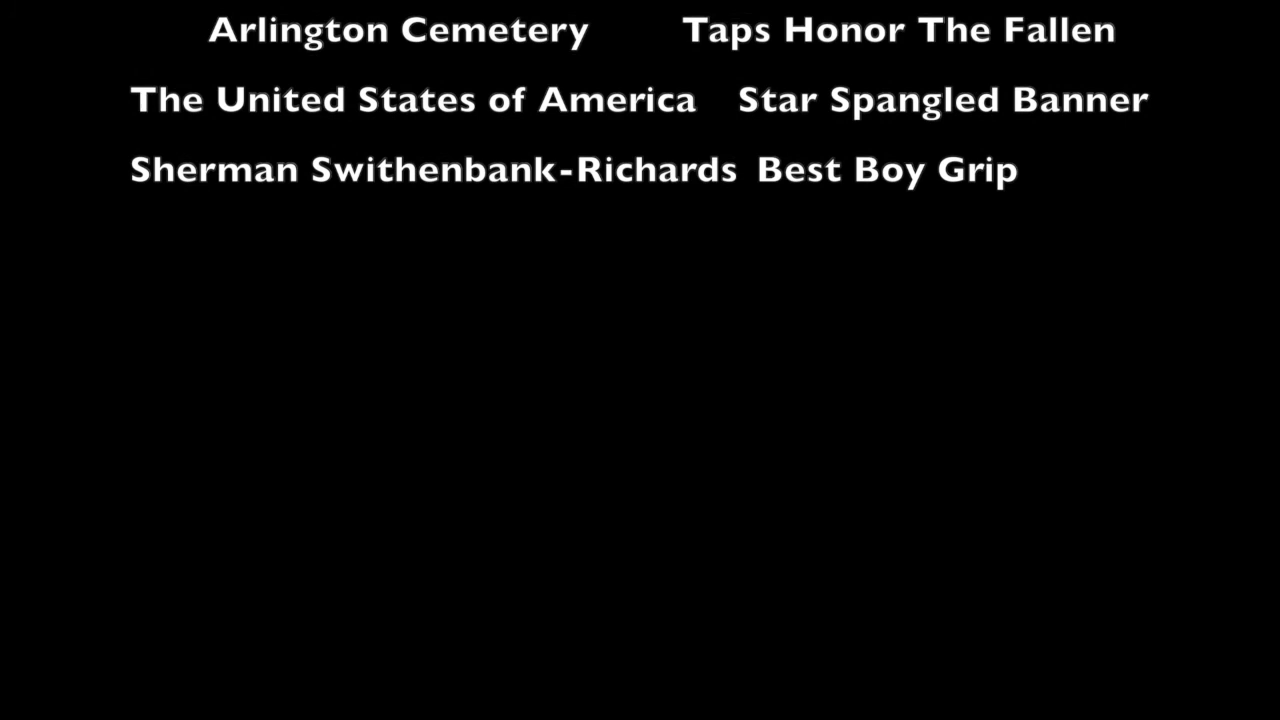 Arlington Cemetery Taps Honor The Fallen
The United States of America Star Spangled Banner
Sherman Swithenbank-Richards Best Boy Grip